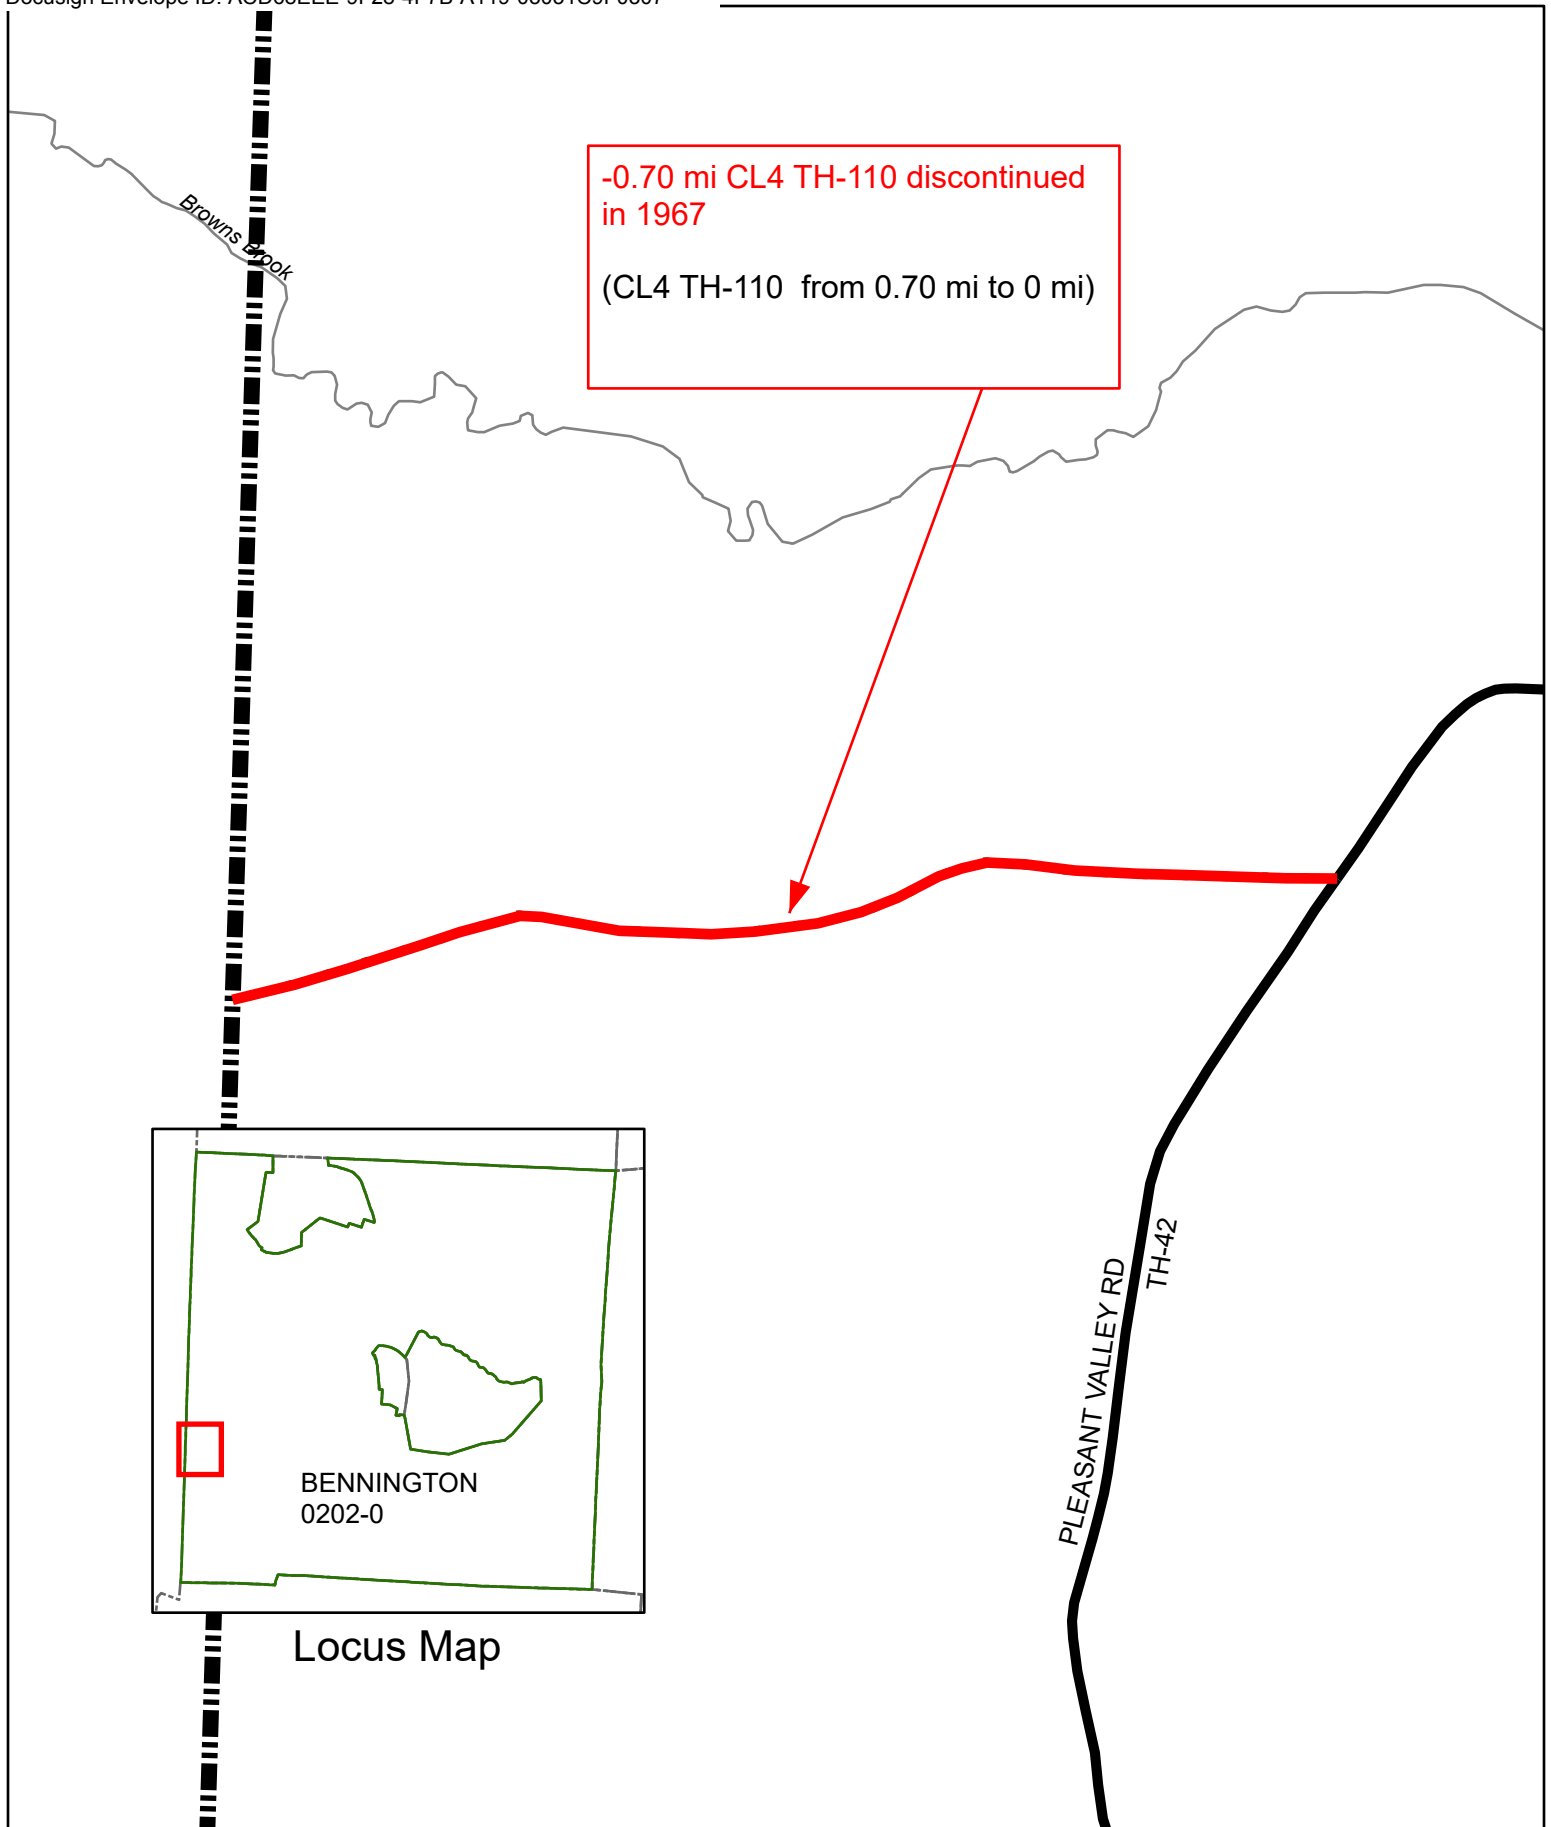 -0.70 mi CL4 TH-110 discontinued
in 1967
(CL4 TH-110 from 0.70 mi to 0 mi)
Browns Brook
PLEASANT VALLEY RD
TH-42
BENNINGTON
0202-0
Locus Map